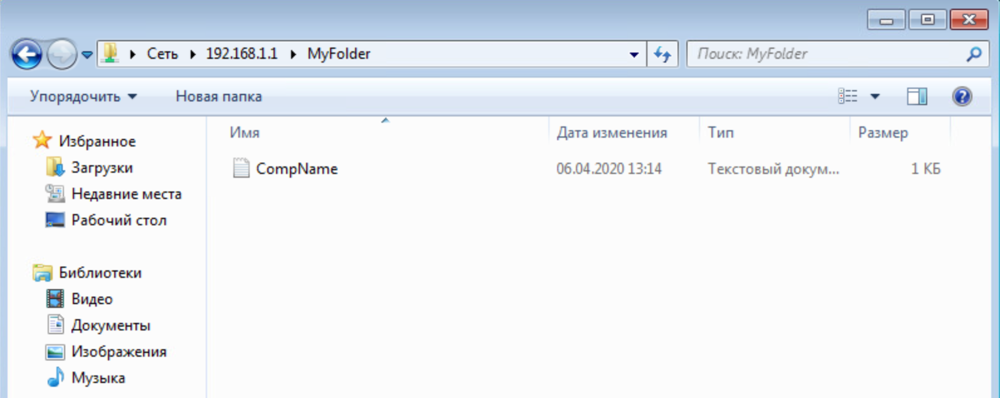 Сеть 192.168.1.1 MyFolder
Поиск: MyFolder
Упорядочить Новая папка
Имя Дата изменения Тип Размер
CompName 06.04.2020 13:14 Текстовый докум... 1 КБ
Избранное
Загрузки
Недавние места
Рабочий стол
Библиотеки
Видео
Документы
Изображения
Музыка